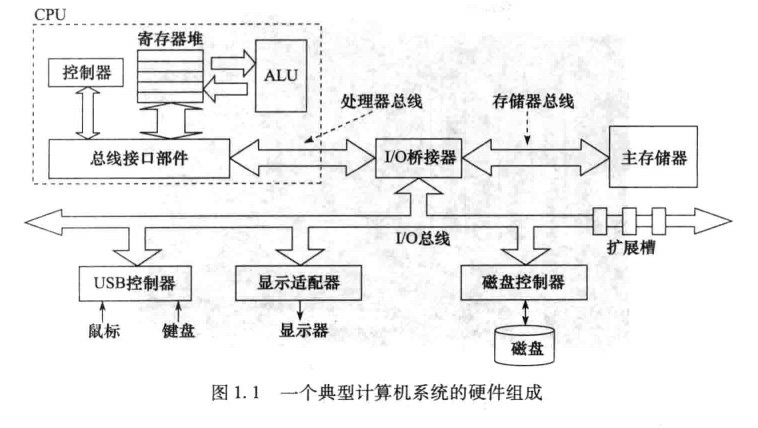 CPU
寄存器堆
控制器
ALU
处理器总线
存储器总线
总线接口部件
I/O桥接器
主存储器
I/O总线
扩展槽
USB控制器
显示适配器
磁盘控制器
鼠标
键盘
显示器
磁盘
图 1.1 一个典型计算机系统的硬件组成